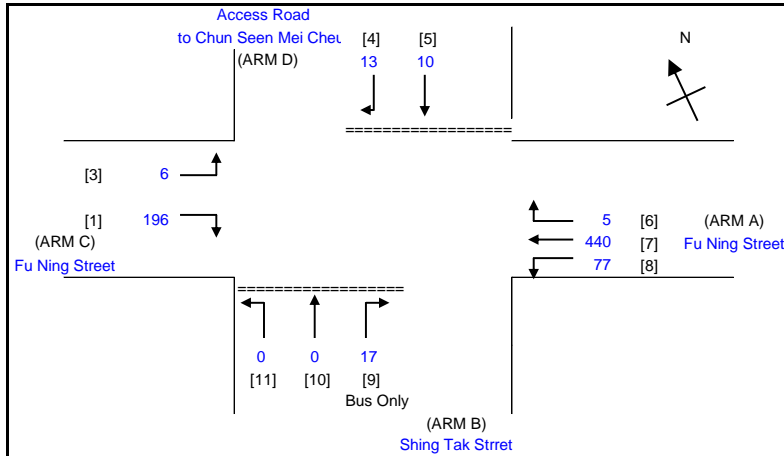 Access Road
to Chun Seen Mei Cheu
(ARM D)
[4] [5]
13 10
N
[3] 6
[1] 196
(ARM C)
Fu Ning Street
5 [6] (ARM A)
440 [7] Fu Ning Street
77 [8]
0 0 17
[11] [10] [9]
Bus Only
(ARM B)
Shing Tak Strret